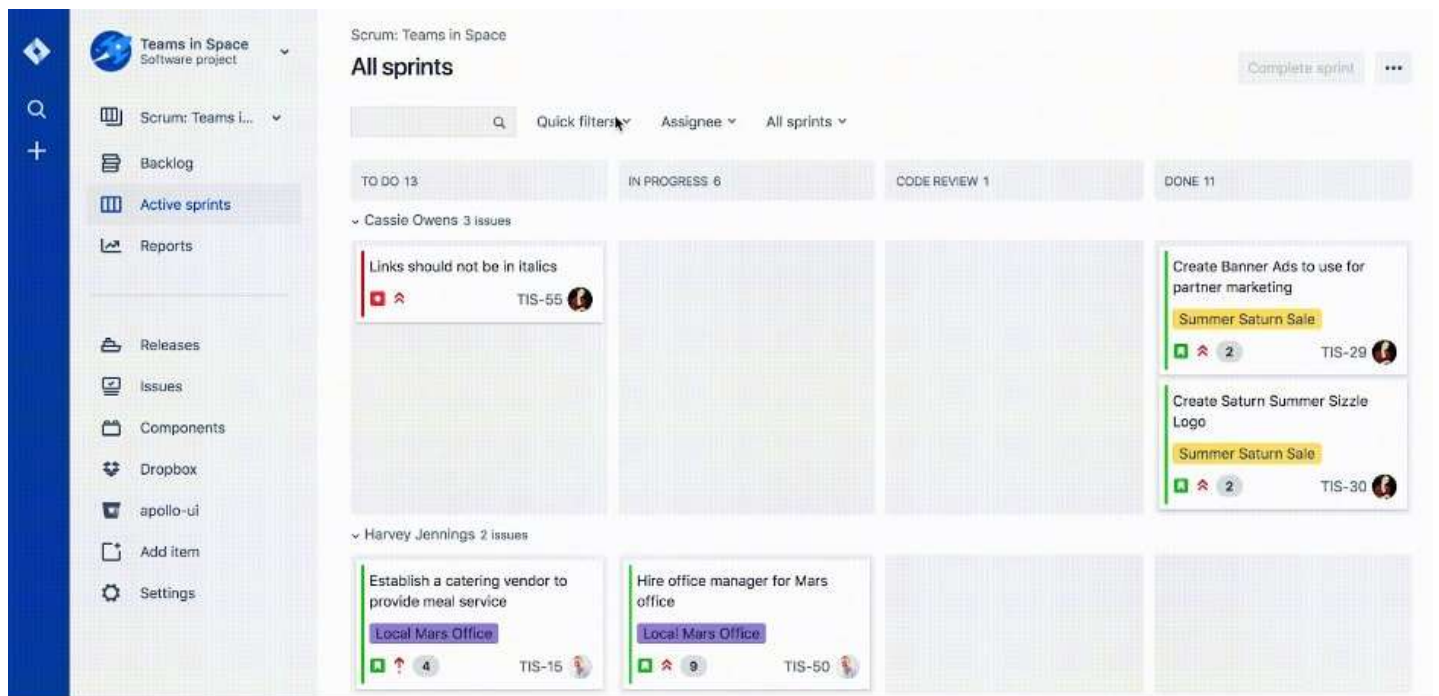 Teams in Space
Software project
Scrum: Teams i...
Backlog
Active sprints
Reports
Releases
Issues
Components
Dropbox
apollo-ui
Add item
Settings
Scrum: Teams in Space
All sprints
Complete sprint
Quick filters
Assignee
All sprints
TO DO 13
IN PROGRESS 6
CODE REVIEW 1
DONE 11
Cassie Owens 3 issues
Links should not be in italics
TIS-55
Create Banner Ads to use for
partner marketing
Summer Saturn Sale
2
TIS-29
Create Saturn Summer Sizzle
Logo
Summer Saturn Sale
2
TIS-30
Harvey Jennings 2 issues
Establish a catering vendor to
provide meal service
Local Mars Office
4
TIS-15
Hire office manager for Mars
office
Local Mars Office
9
TIS-50